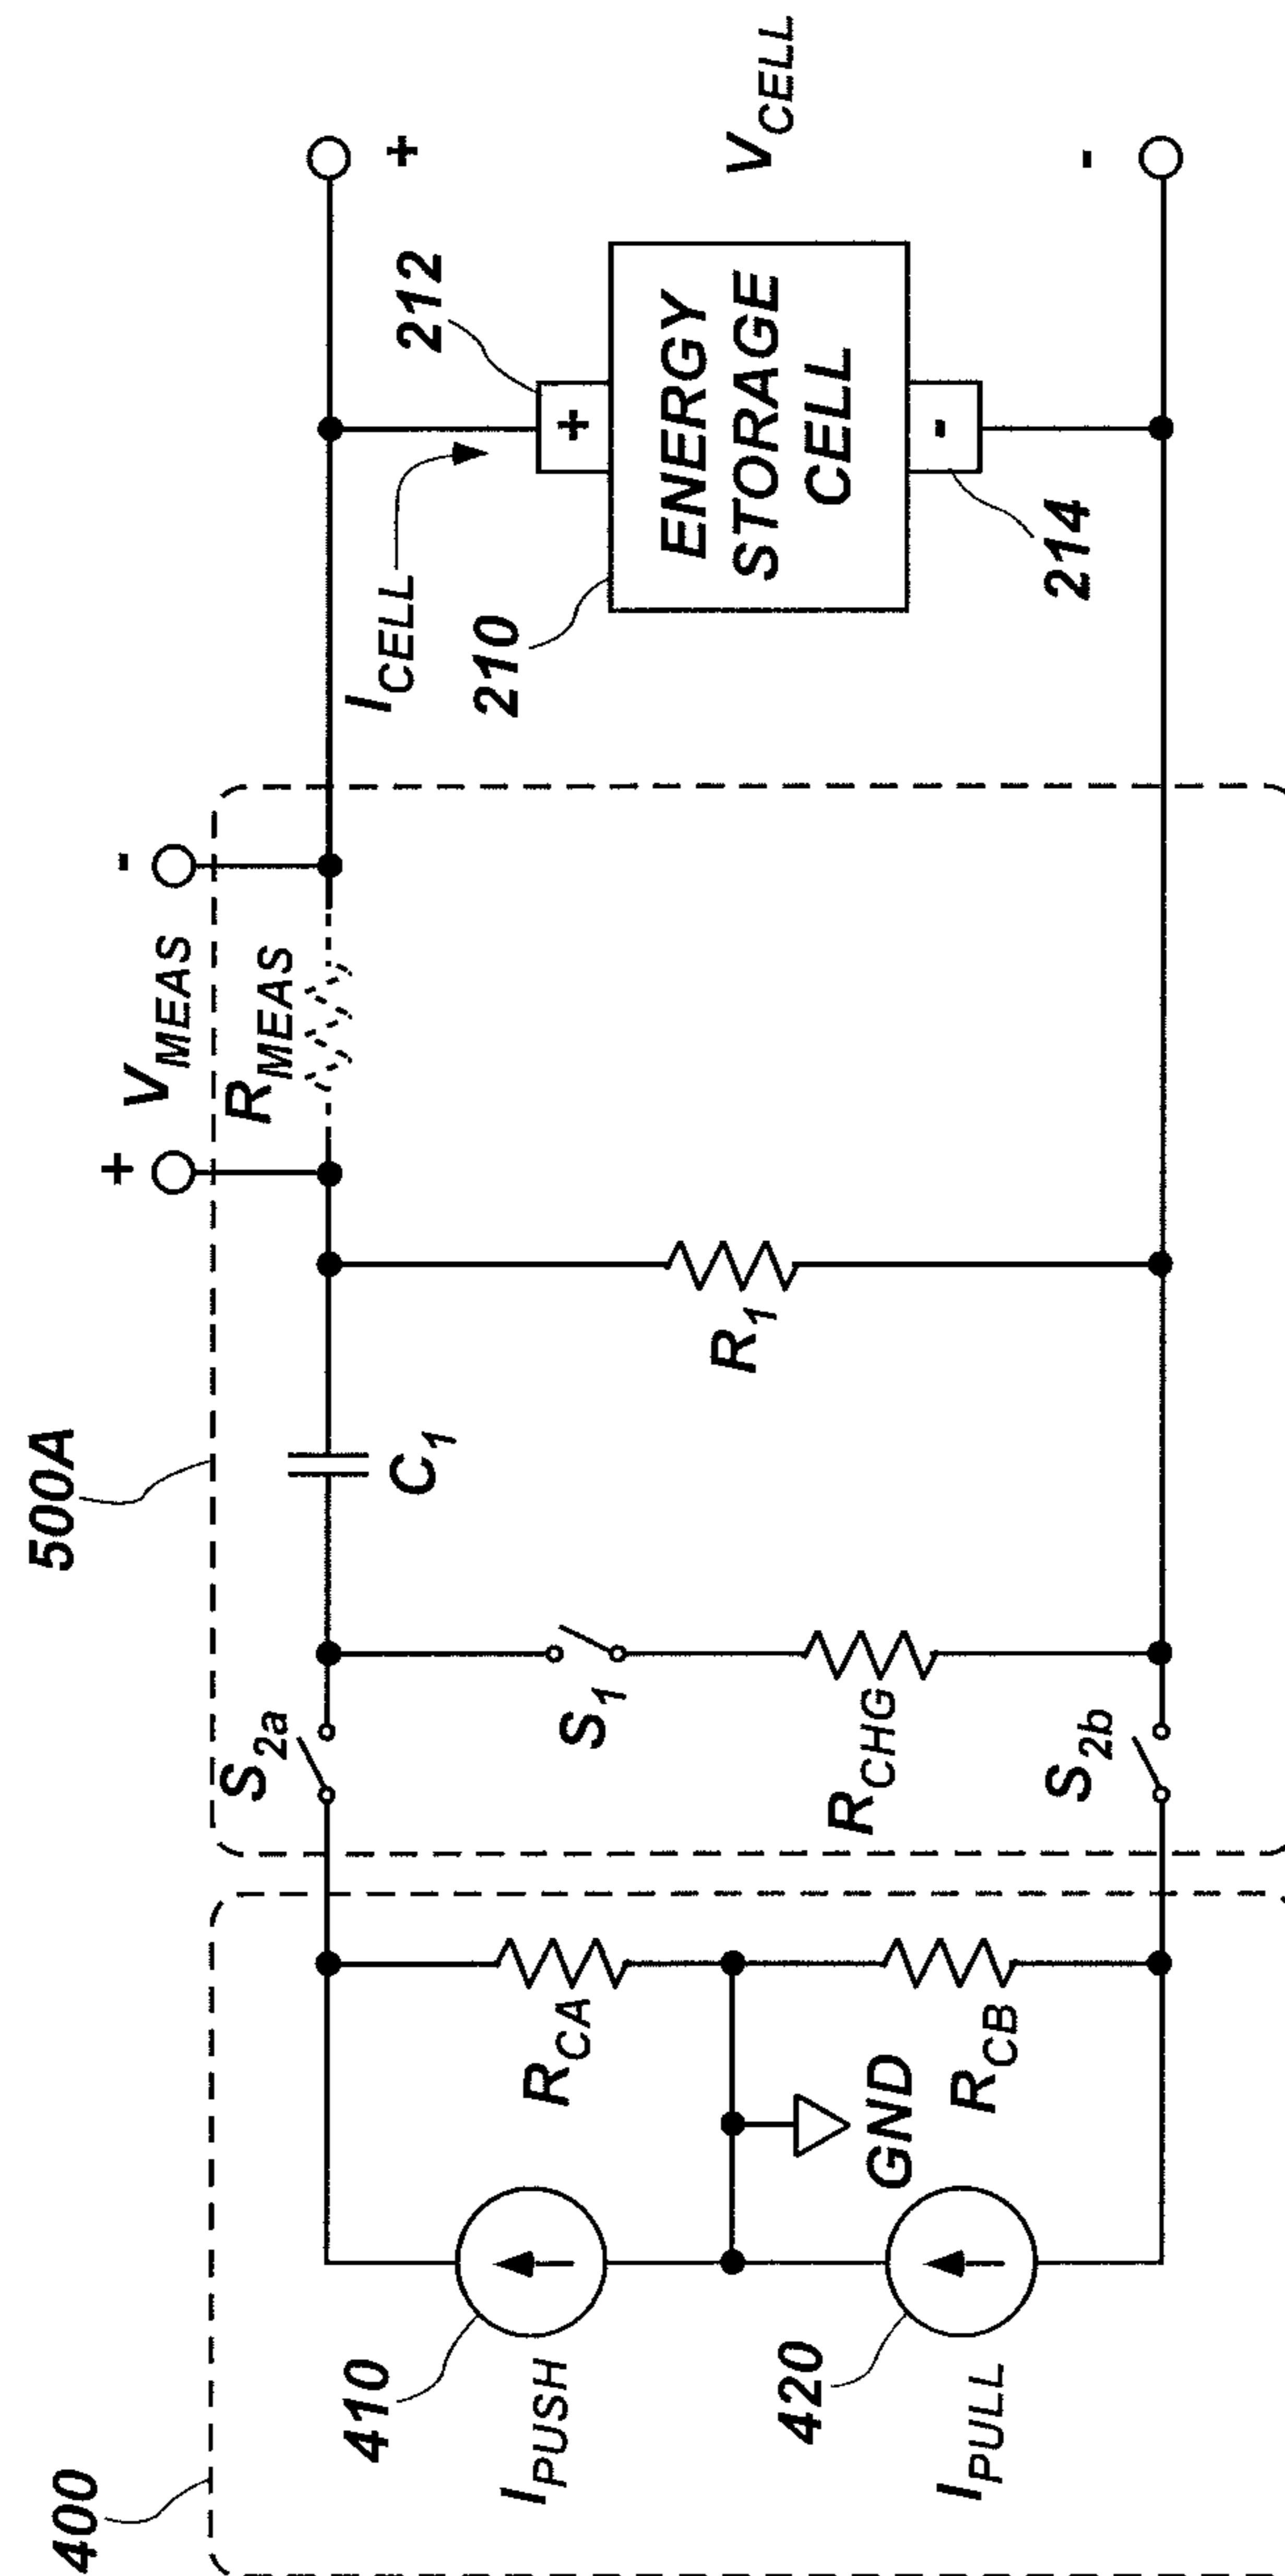 400
500A
410
I_PUSH
420
I_PULL
R_CA
GND
R_CB
S_2a
S_1
R_CHG
S_2b
C_1
R_1
+ V_MEAS -
R_MEAS
I_CELL
210
212
+
ENERGY
STORAGE
CELL
-
214
+
V_CELL
-